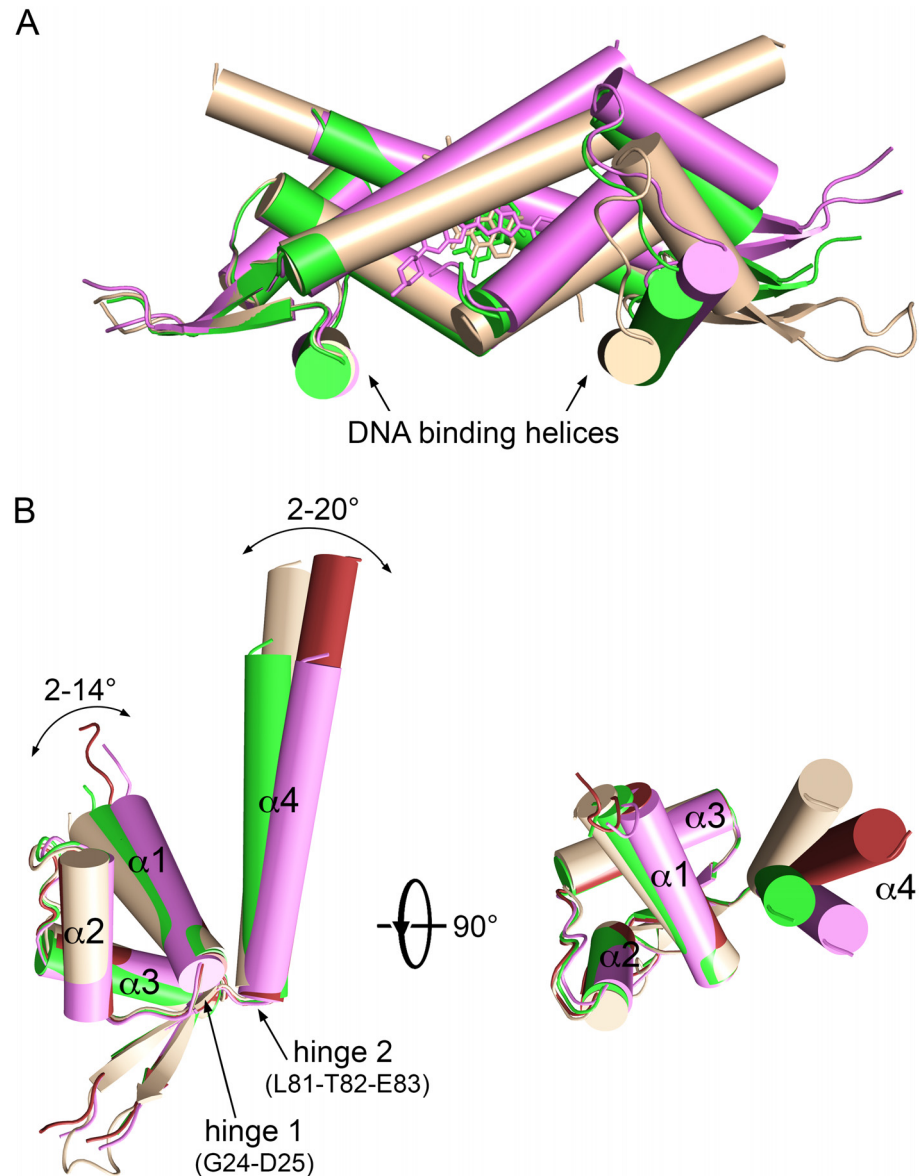 A
DNA binding helices
B
2-20°
2-14°
α4
α1
α2
α3
hinge 2
(L81-T82-E83)
hinge 1
(G24-D25)
90°
α3
α1
α4
α2